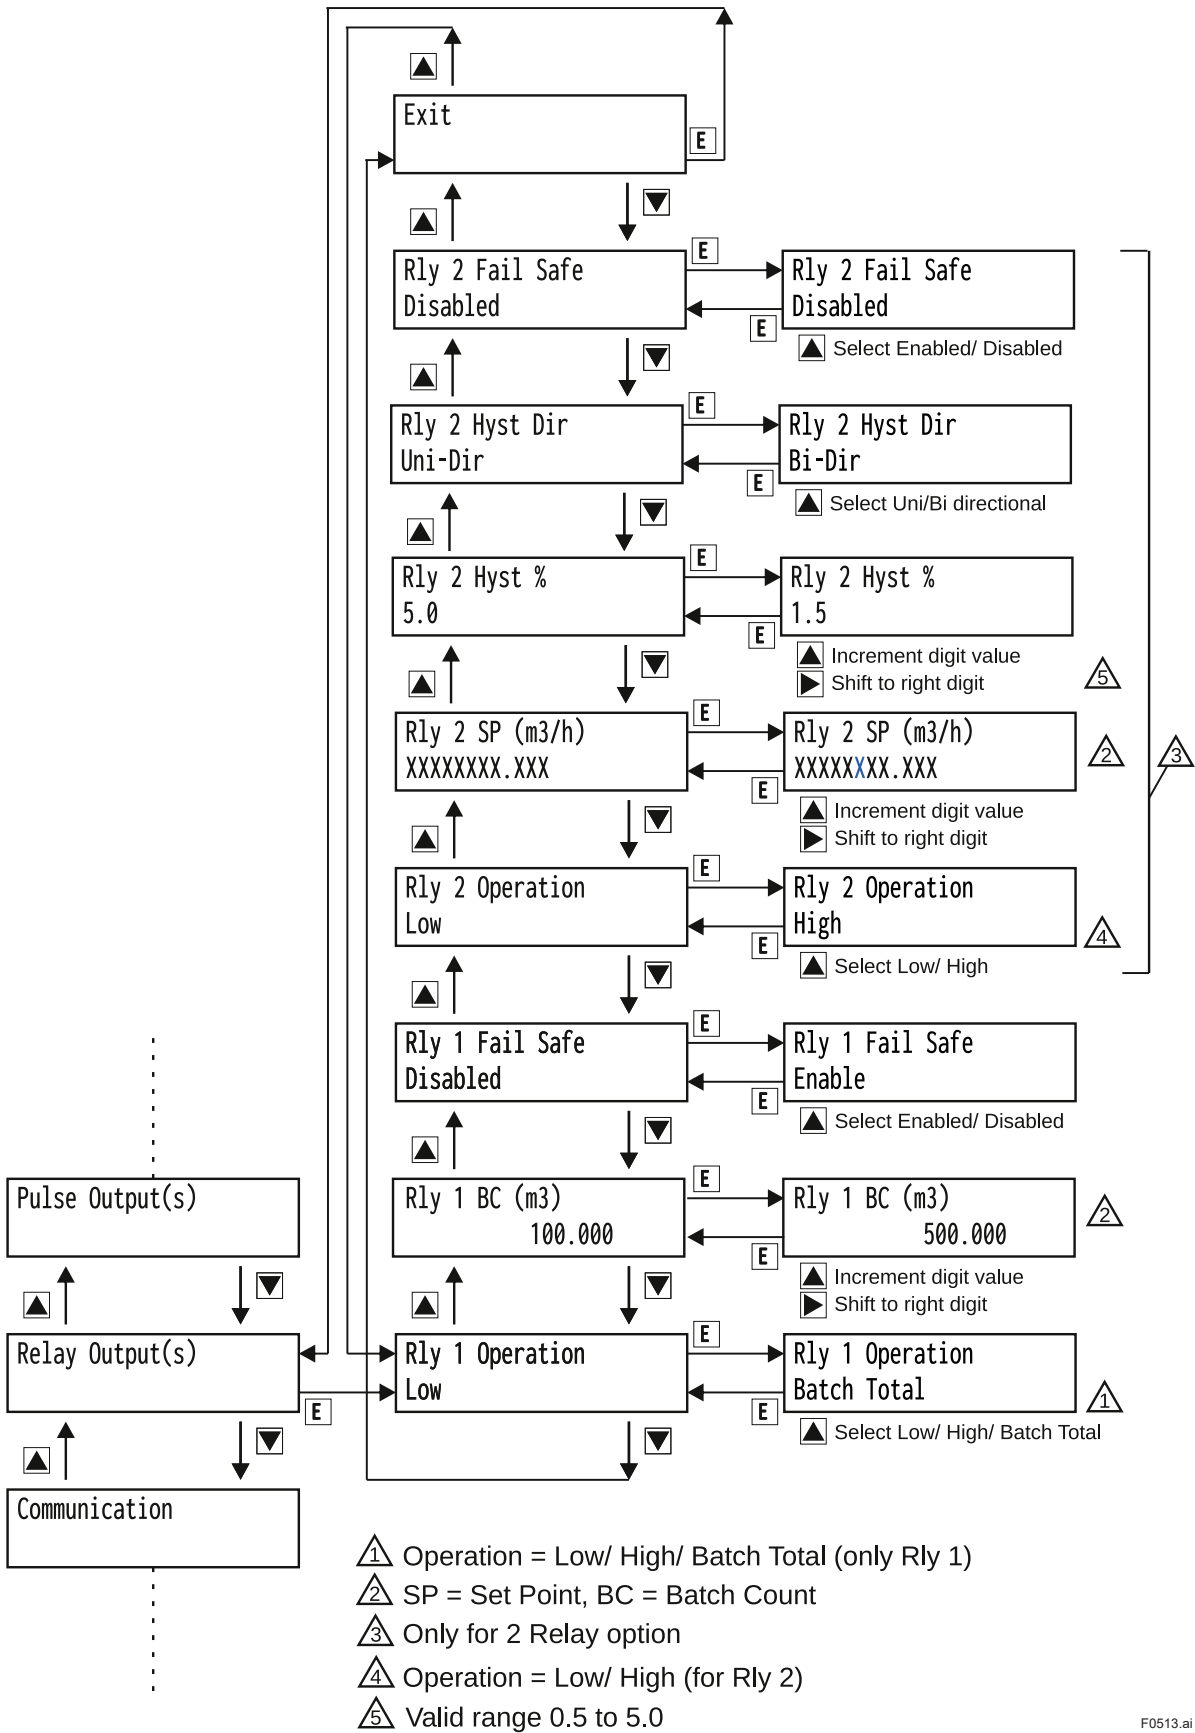 Exit
E
Rly 2 Fail Safe
Disabled
E
E
Rly 2 Fail Safe
Disabled
Select Enabled/ Disabled
Rly 2 Hyst Dir
Uni-Dir
E
E
Rly 2 Hyst Dir
Bi-Dir
Select Uni/Bi directional
Rly 2 Hyst %
5.0
E
E
Rly 2 Hyst %
1.5
Increment digit value
Shift to right digit
5
Rly 2 SP (m3/h)
XXXXXXXX.XXX
E
E
Rly 2 SP (m3/h)
XXXXXXXX.XXX
2
3
Increment digit value
Shift to right digit
Rly 2 Operation
Low
E
E
Rly 2 Operation
High
4
Select Low/ High
Rly 1 Fail Safe
Disabled
E
E
Rly 1 Fail Safe
Enable
Select Enabled/ Disabled
Pulse Output(s)
Rly 1 BC (m3)
100.000
E
E
Rly 1 BC (m3)
500.000
2
Increment digit value
Shift to right digit
Relay Output(s)
E
Rly 1 Operation
Low
E
E
Rly 1 Operation
Batch Total
1
Select Low/ High/ Batch Total
Communication
1 Operation = Low/ High/ Batch Total (only Rly 1)
2 SP = Set Point, BC = Batch Count
3 Only for 2 Relay option
4 Operation = Low/ High (for Rly 2)
5 Valid range 0.5 to 5.0
F0513.ai